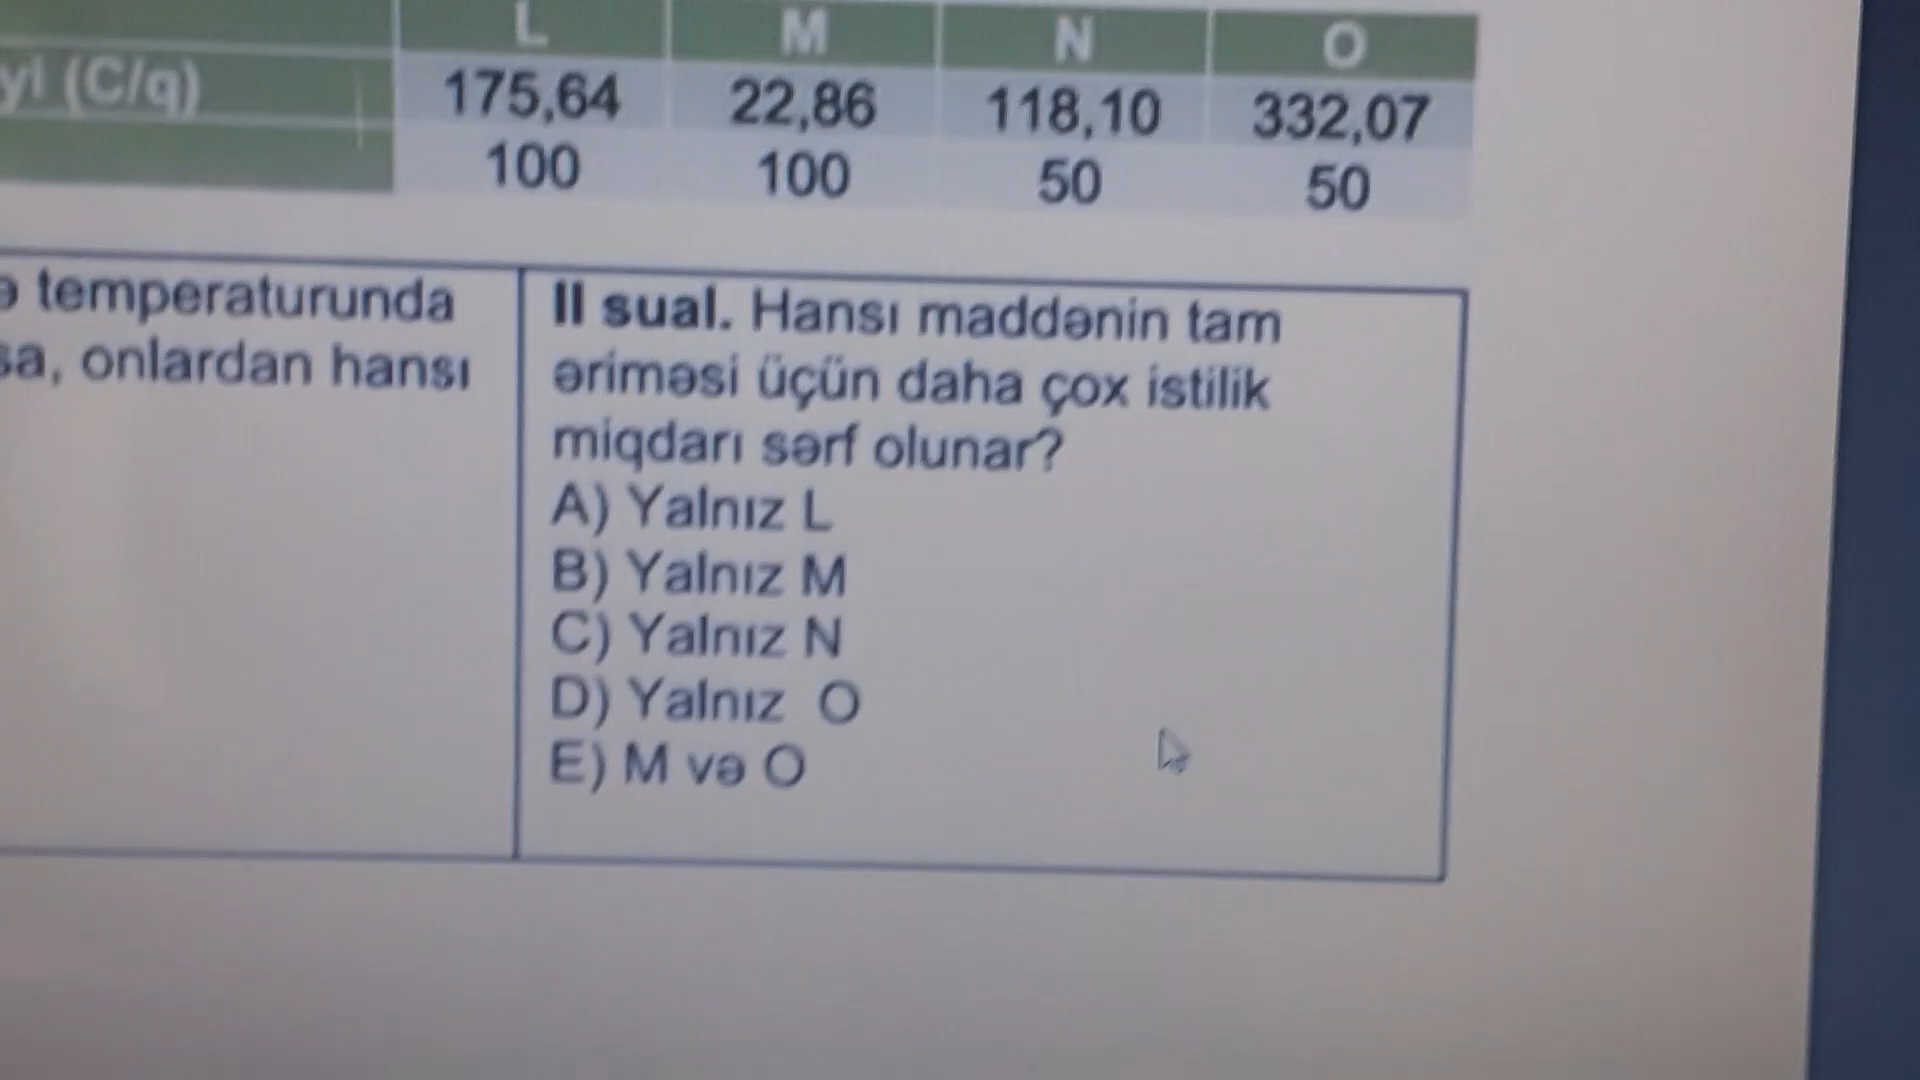 L M N O
yi (C/q) 175,64 22,86 118,10 332,07
100 100 50 50
ə temperaturunda
sa, onlardan hansı
II sual. Hansı maddənin tam
əriməsi üçün daha çox istilik
miqdarı sərf olunar?
A) Yalnız L
B) Yalnız M
C) Yalnız N
D) Yalnız O
E) M və O